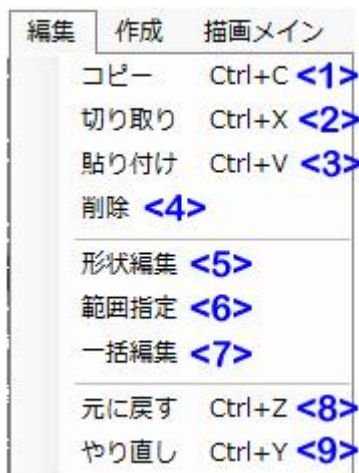 編集 作成 描画メイン
コピー Ctrl+C <1>
切り取り Ctrl+X <2>
貼り付け Ctrl+V <3>
削除 <4>
形状編集 <5>
範囲指定 <6>
一括編集 <7>
元に戻す Ctrl+Z <8>
やり直し Ctrl+Y <9>